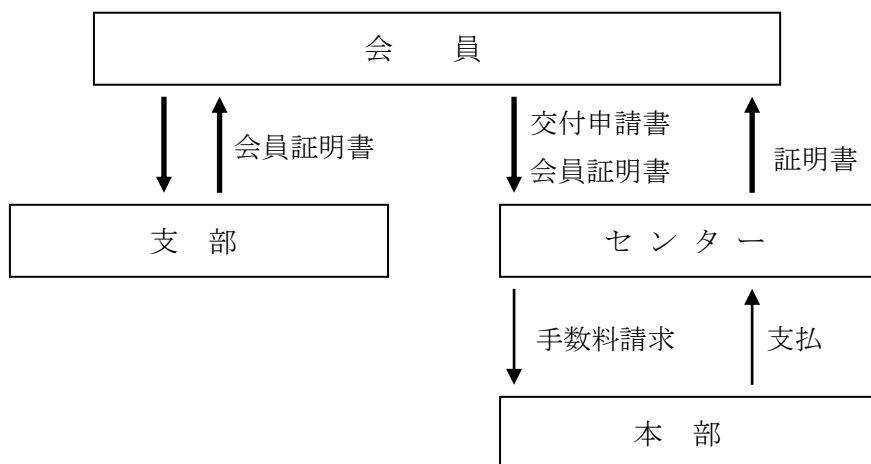 会員
会員証明書
交付申請書
会員証明書
証明書
支部
センター
手数料請求
支払
本部